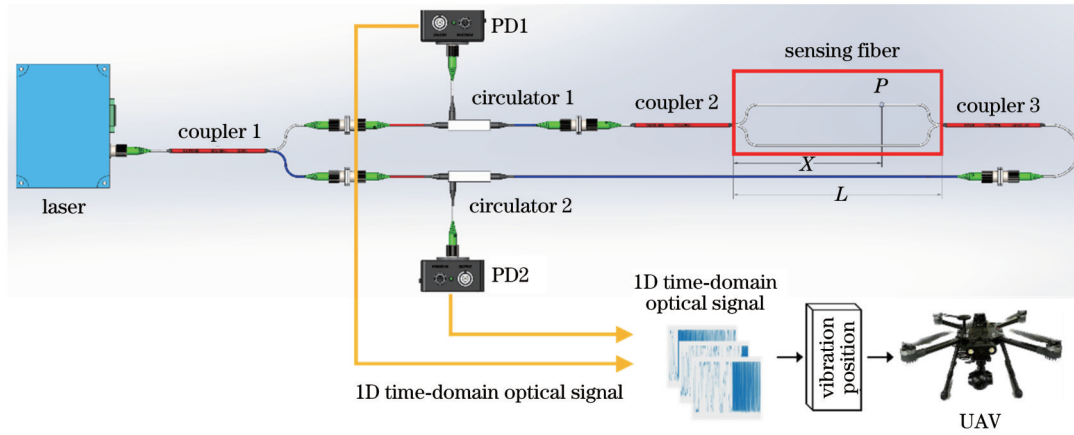 PD1
sensing fiber
P
circulator 1
coupler 2
coupler 3
coupler 1
X
L
laser
circulator 2
PD2
1D time-domain
optical signal
vibration
position
1D time-domain optical signal
UAV